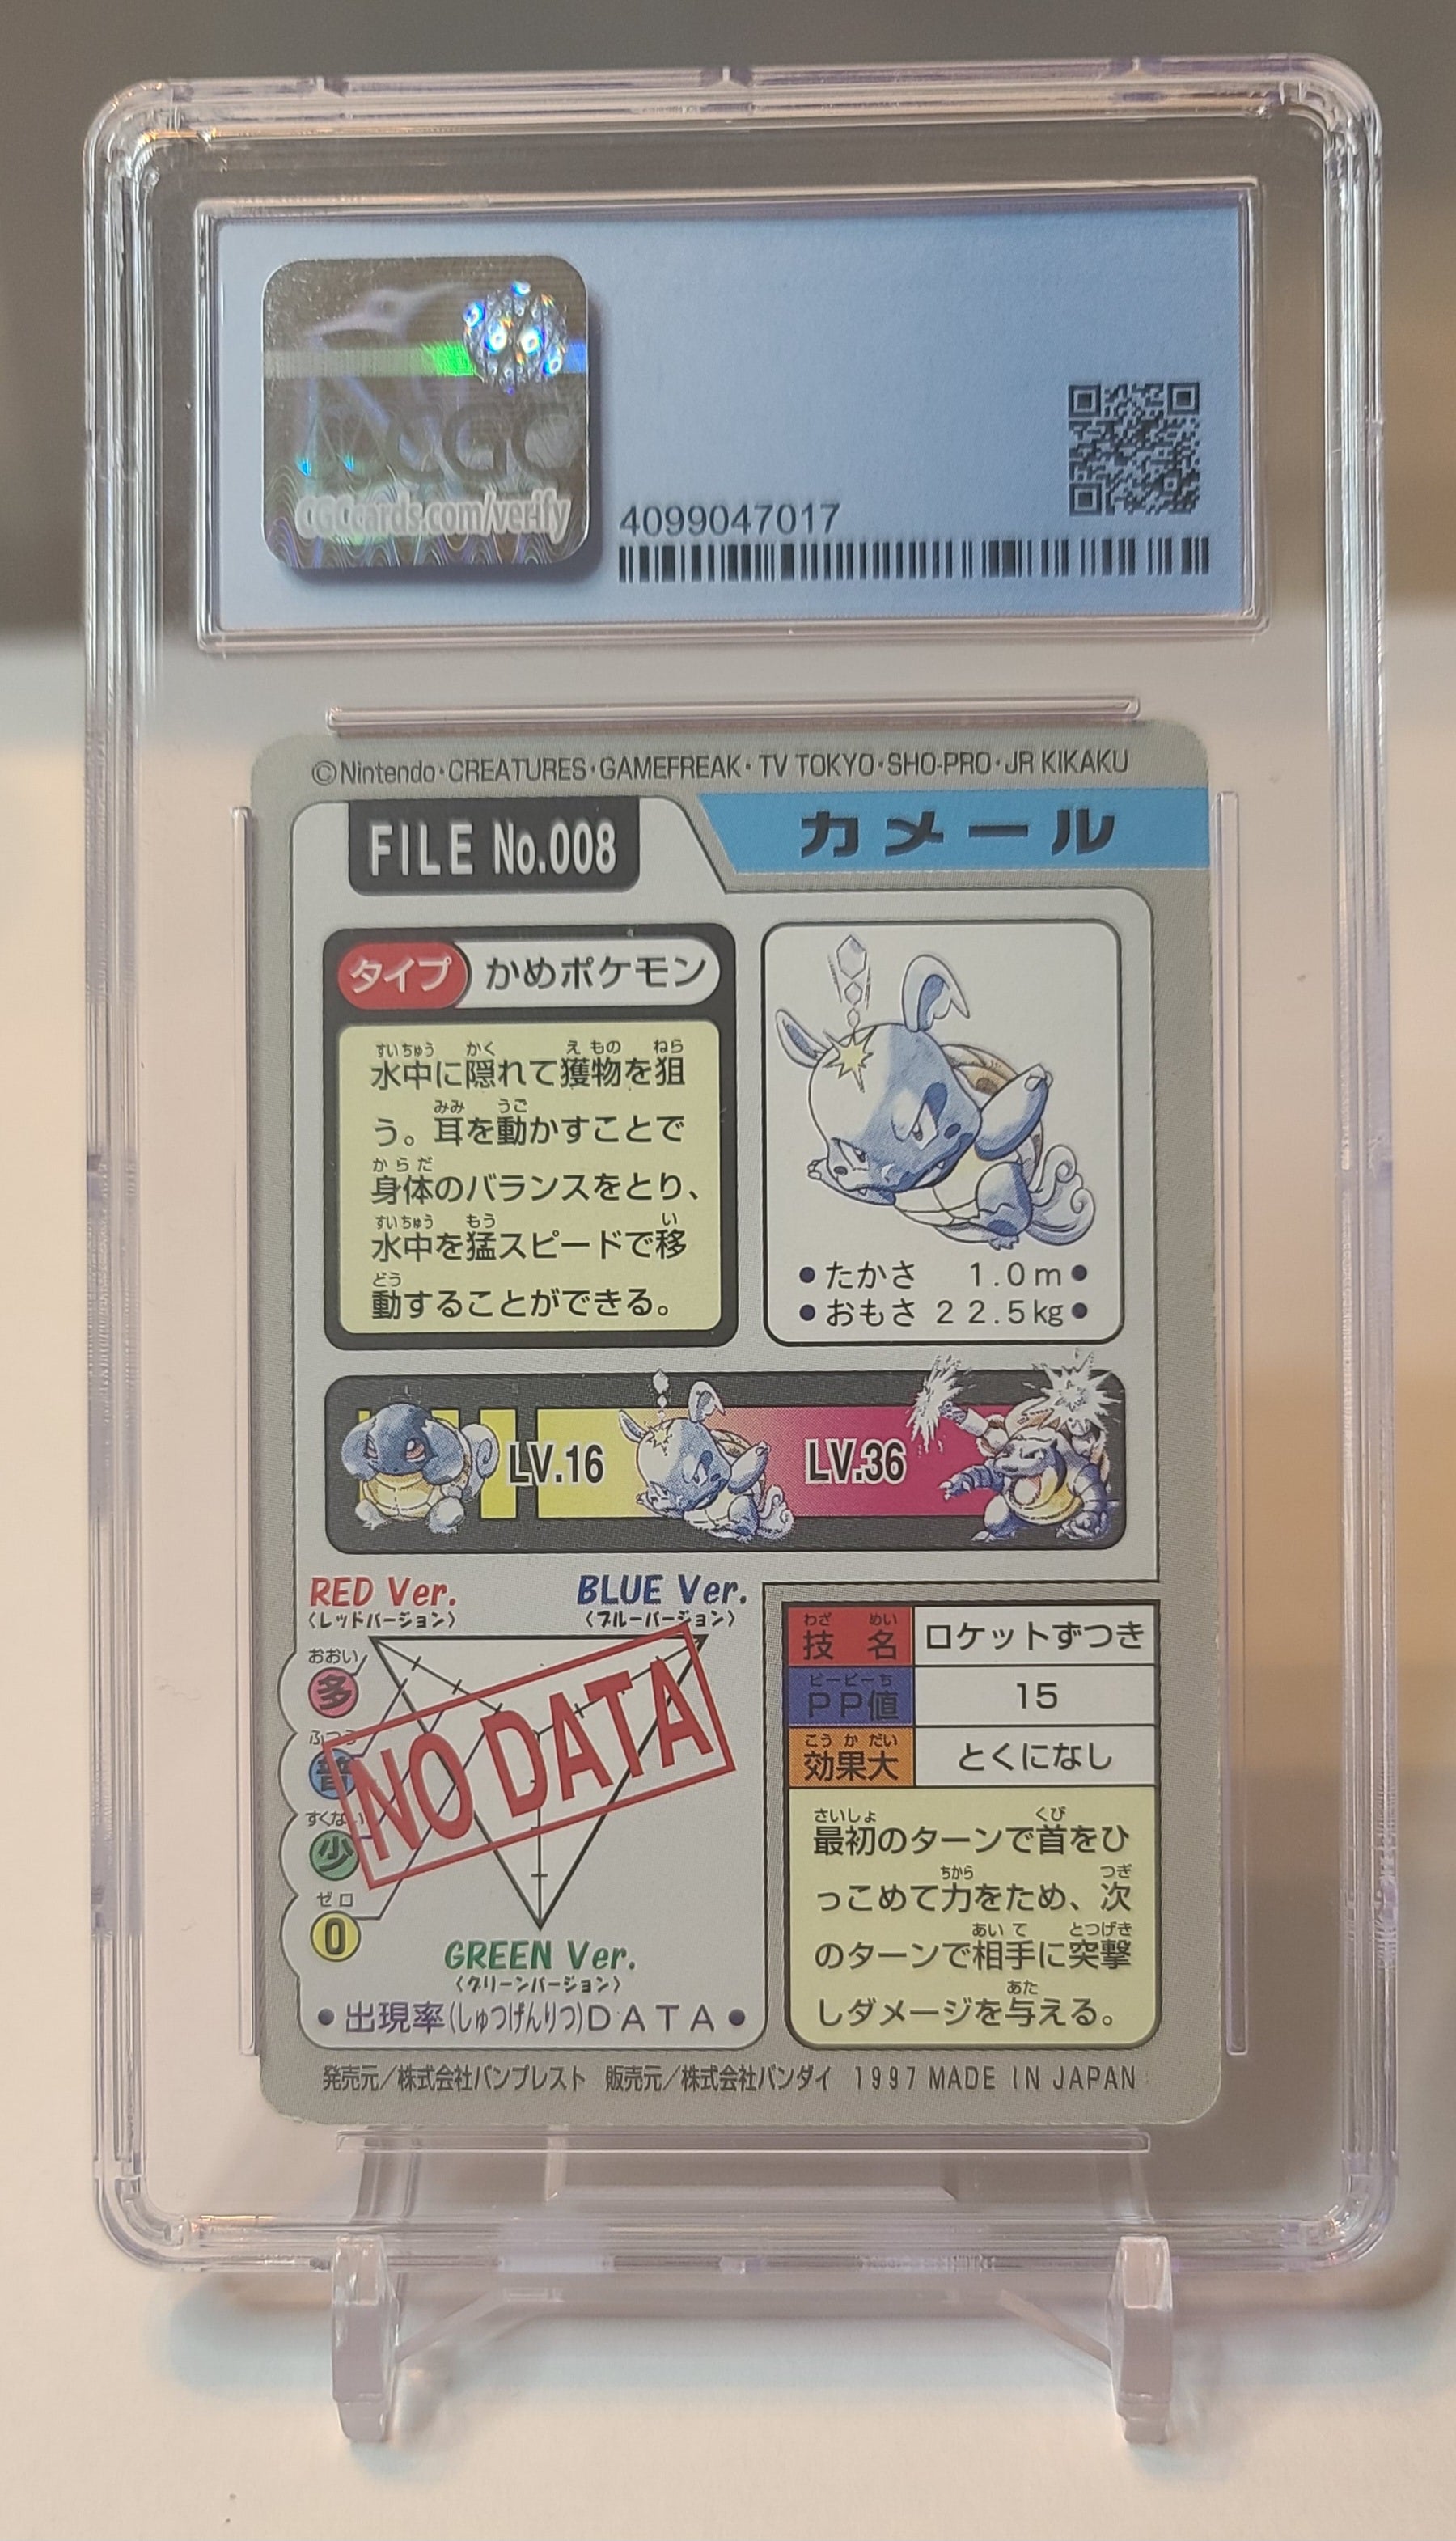 CGC
CGCcards.com/verify
4099047017
©Nintendo・CREATURES・GAMEFREAK・TV TOKYO・SHO-PRO・JR KIKAKU
FILE No.008
カメール
タイプ かめポケモン
すいちゅう かく えもの ねら
水中に隠れて獲物を狙
みみ うご
う。耳を動かすことで
からだ
身体のバランスをとり、
すいちゅう もう い
水中を猛スピードで移
どう
動することができる。
●たかさ 1.0m●
●おもさ 22.5kg●
LV.16
LV.36
RED Ver.
〈レッドバージョン〉
BLUE Ver.
〈ブルーバージョン〉
おおい
多
ふつう
普
すくない
少
ゼロ
0
NO DATA
GREEN Ver.
〈グリーンバージョン〉
●出現率(しゅつげんりつ)DATA●
わざ めい
技名 ロケットずつき
ピーピーち
PP値 15
こうかだい
効果大 とくになし
さいしょ くび
最初のターンで首をひ
ちから つぎ
っこめて力をため、次
あいて とつげき
のターンで相手に突撃
あた
しダメージを与える。
発売元/株式会社バンプレスト 販売元/株式会社バンダイ 1997 MADE IN JAPAN